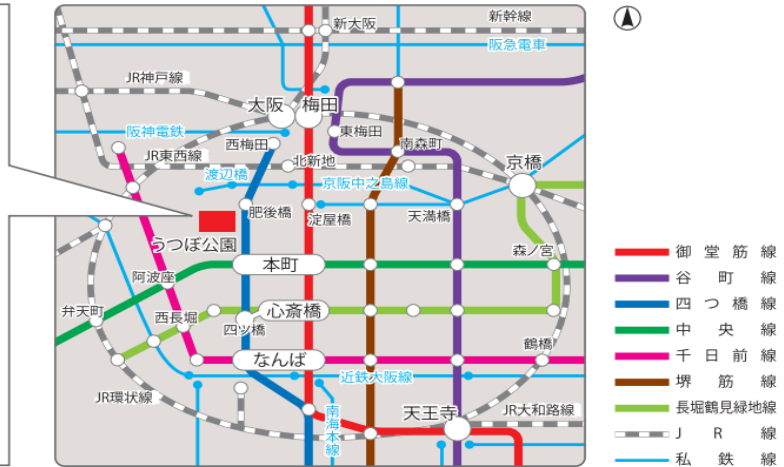 新幹線
新大阪
阪急電車
JR神戸線
大阪
梅田
阪神電鉄
東梅田
西梅田
南森町
JR東西線
北新地
京橋
渡辺橋
京阪中之島線
肥後橋
淀屋橋
天満橋
うつぼ公園
森ノ宮
本町
阿波座
弁天町
心斎橋
西長堀
四ツ橋
鶴橋
なんば
近鉄大阪線
JR環状線
南海本線
天王寺
JR大和路線
御堂筋線
谷町線
四つ橋線
中央線
千日前線
堺筋線
長堀鶴見緑地線
JR線
私鉄線